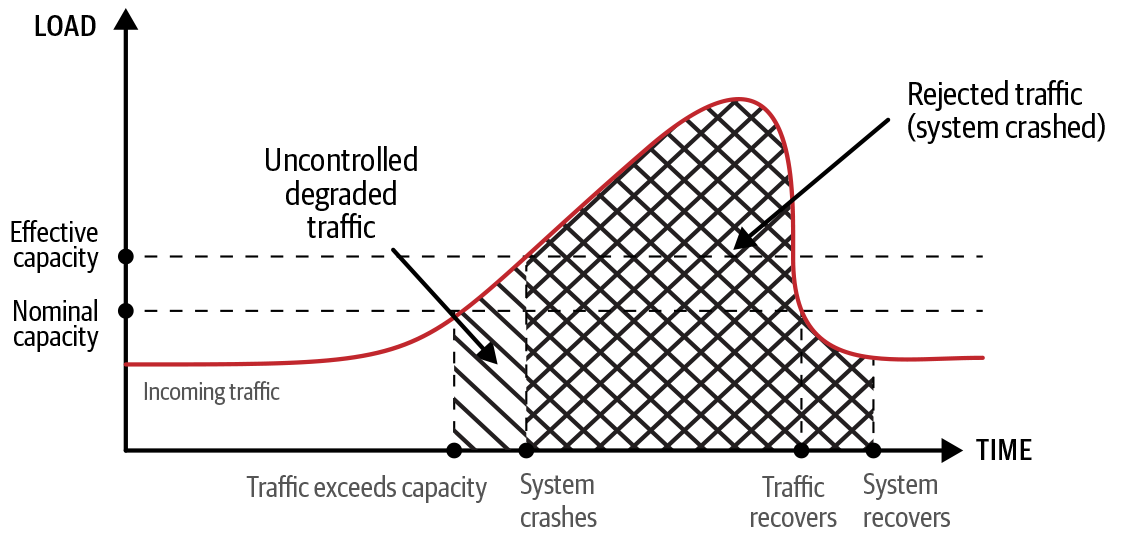 LOAD
Rejected traffic
(system crashed)
Uncontrolled
degraded
traffic
Effective
capacity
Nominal
capacity
Incoming traffic
TIME
Traffic exceeds capacity
System
crashes
Traffic
recovers
System
recovers